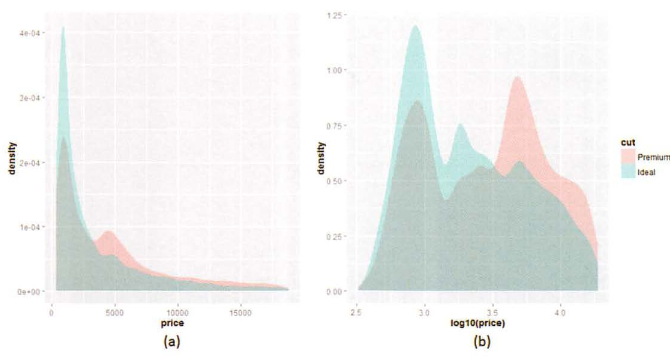 density
4e-04
3e-04
2e-04
1e-04
0e+00
0
5000
10000
15000
price
(a)
density
1.25
1.00
0.75
0.50
0.25
0.00
2.5
3.0
3.5
4.0
log10(price)
(b)
cut
Premium
Ideal